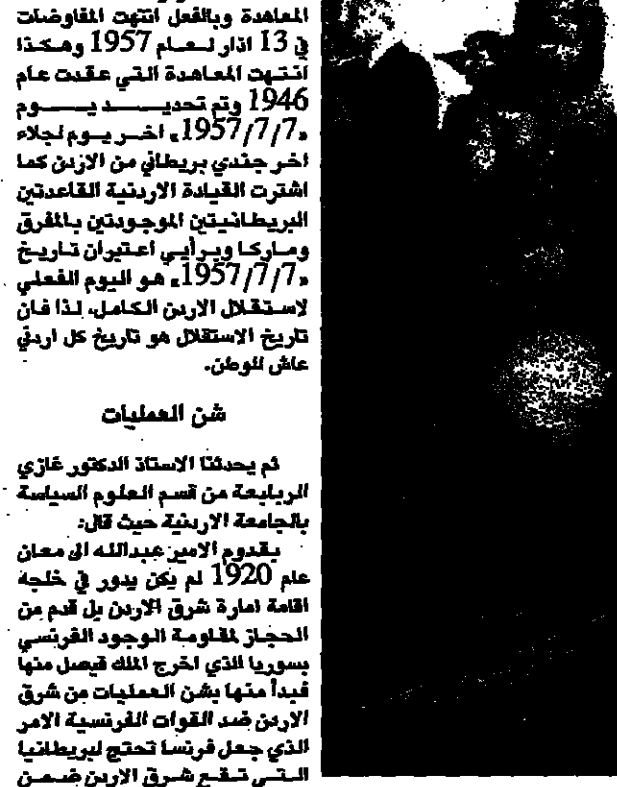 المعاهدة وبالفعل انتهت المفاوضات
في 13 اذار لعام 1957 وهكذا
انتهت المعاهدة التي عقدت عام
1946 وتم تحديد يوم
«1957/7/7» اخر يوم لجلاء
اخر جندي بريطاني من الاردن كما
اشترت القيادة الاردنية القاعدتين
البريطانيتين الموجودتين بالمفرق
وماركا وبرأيي اعتبران تاريخ
«1957/7/7» هو اليوم الفعلي
لاستقلال الاردن الكامل، لذا فان
تاريخ الاستقلال هو تاريخ كل اردني
عاش للوطن.
شن العمليات
ثم يحدثنا الاستاذ الدكتور غازي
الربابعة من قسم العلوم السياسة
بالجامعة الاردنية حيث قال:
بقدوم الامير عبدالله الى معان
عام 1920 لم يكن يدور في خلجه
اقامة امارة شرق الاردن بل قدم من
الحجاز لمقاومة الوجود الفرنسي
بسوريا الذي اخرج الملك فيصل منها
فبدأ منها بشن العمليات من شرق
الاردن ضد القوات الفرنسية الامر
الذي جعل فرنسا تحتج لبريطانيا
التي تقع شرق الاردن ضمن